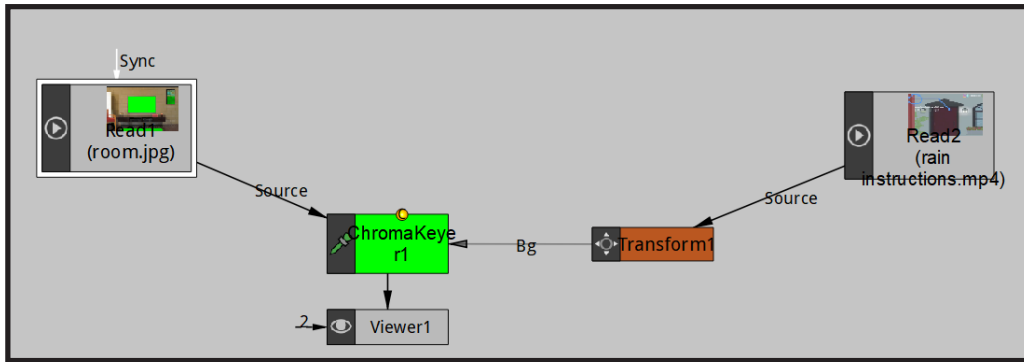 Sync
Read1
(room.jpg)
Read2
(rain
instructions.mp4)
Source
Source
ChromaKeye
r1
Bg
Transform1
2
Viewer1